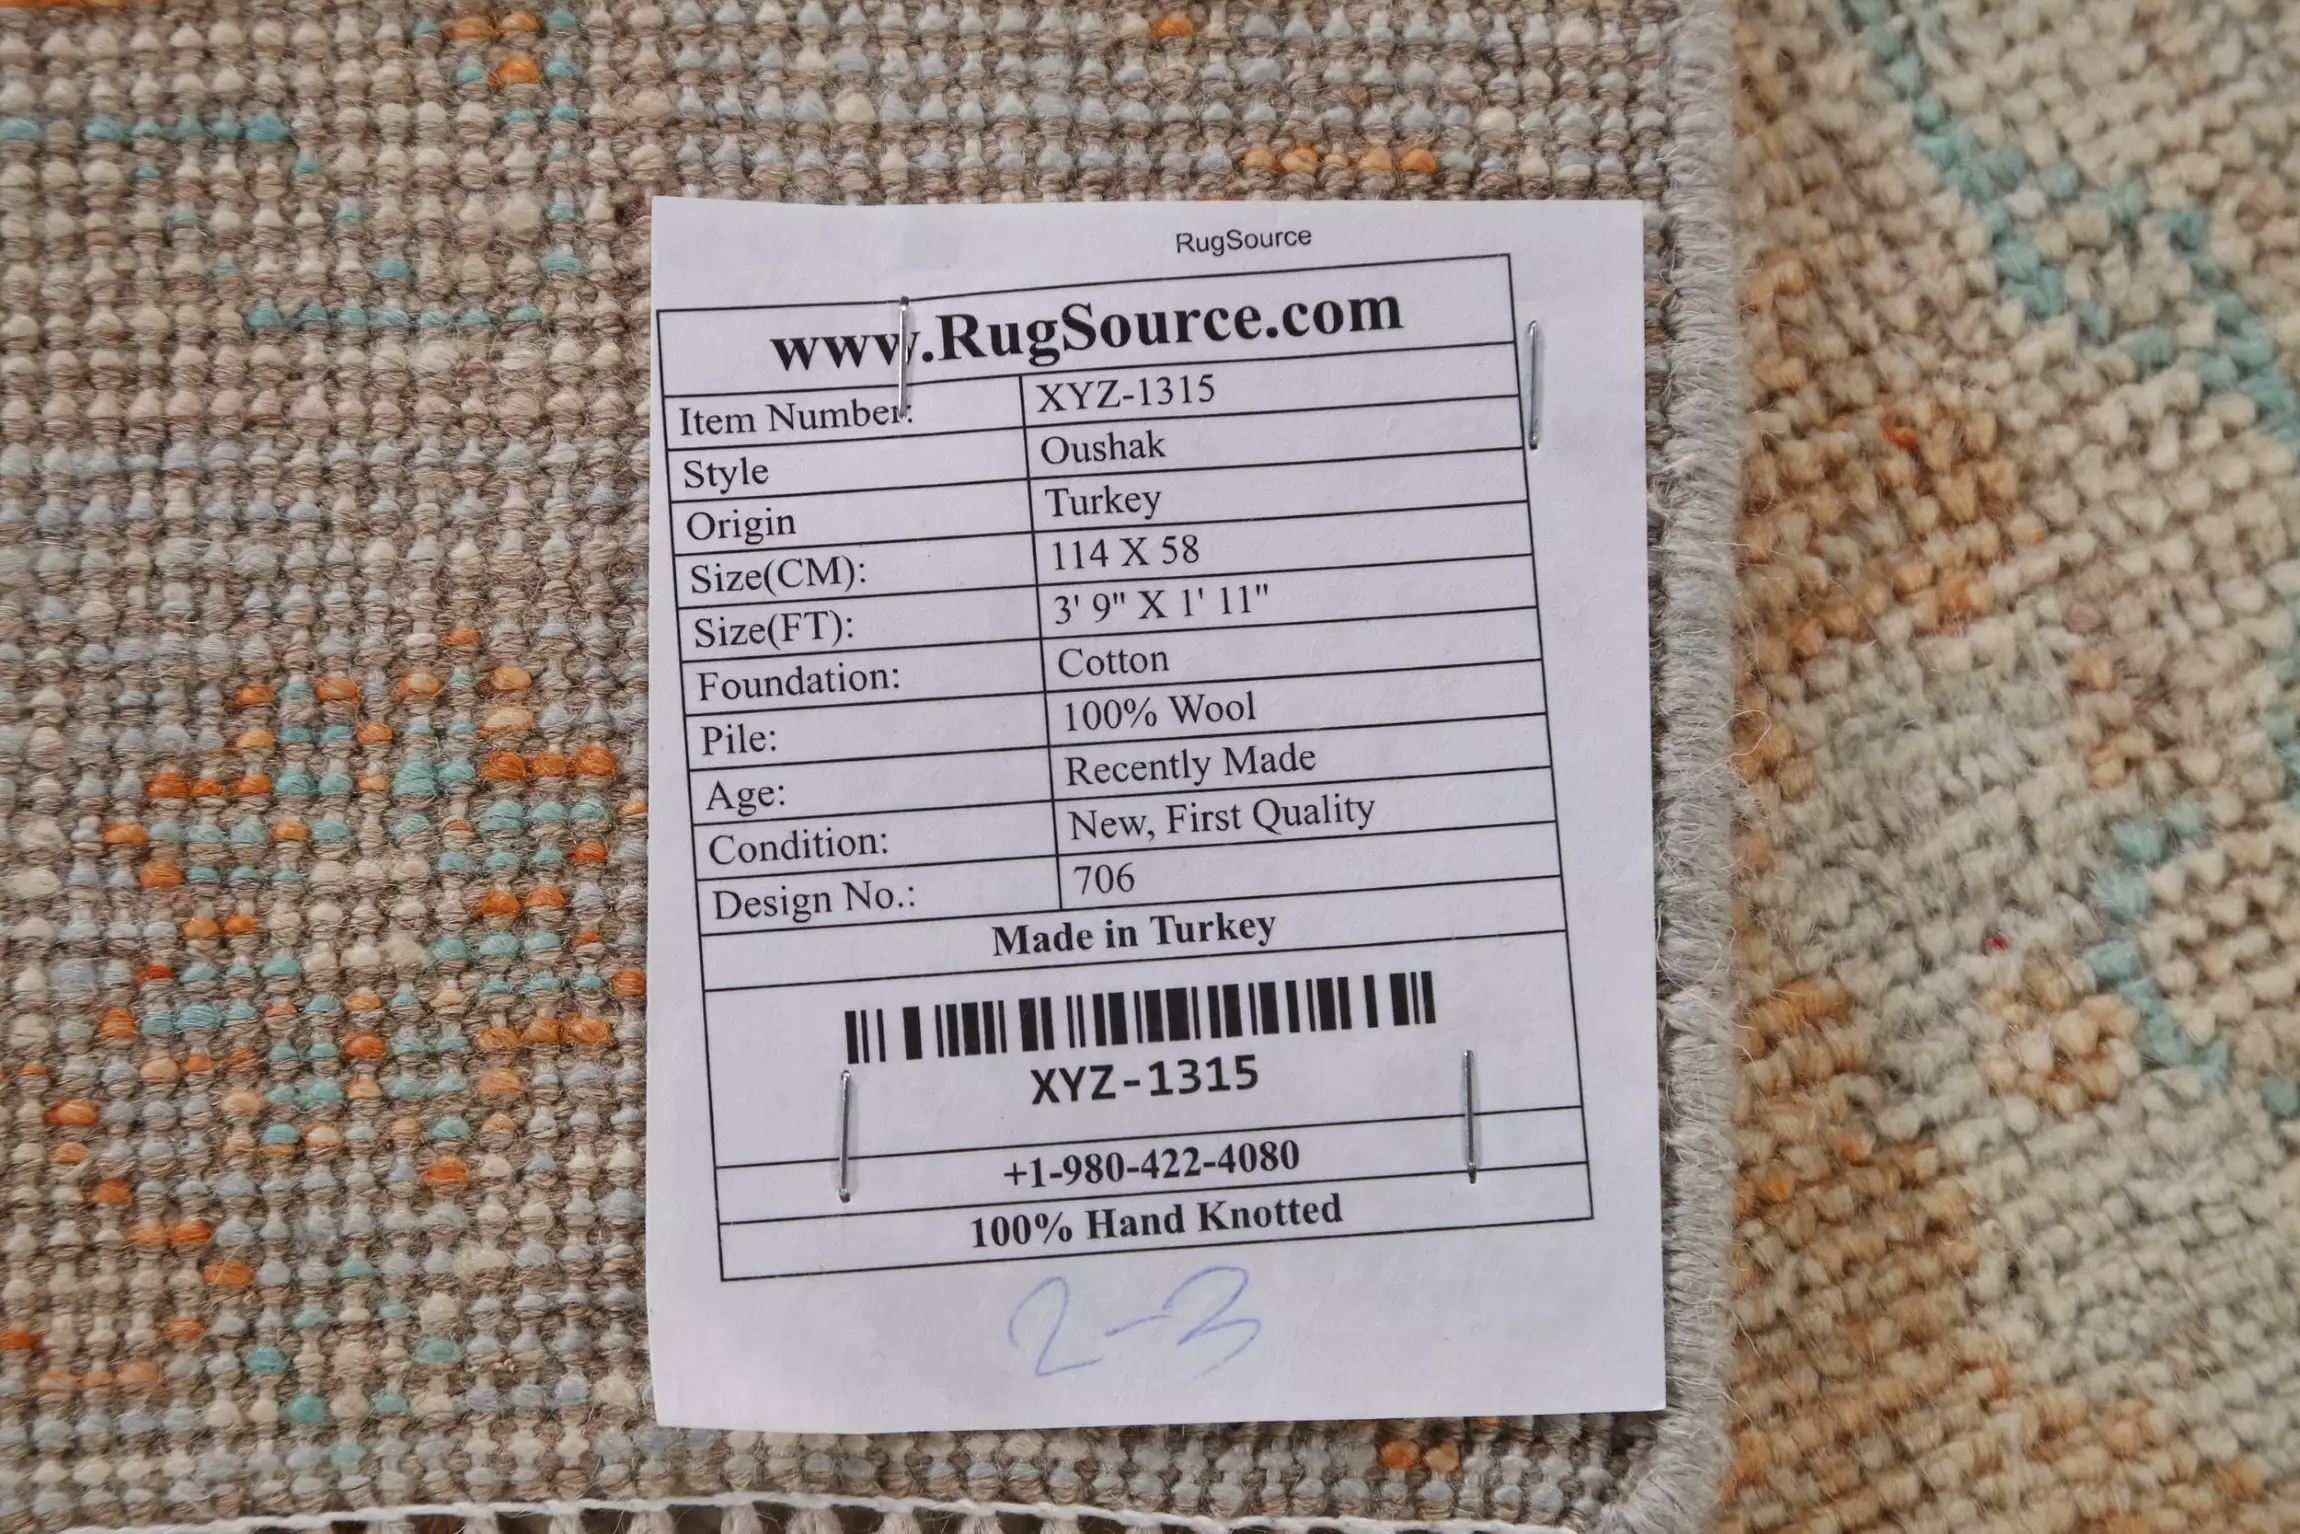 RugSource
www.RugSource.com
Item Number: XYZ-1315
Style Oushak
Origin Turkey
Size(CM): 114 X 58
Size(FT): 3' 9" X 1' 11"
Foundation: Cotton
Pile: 100% Wool
Age: Recently Made
Condition: New, First Quality
Design No.: 706
Made in Turkey
XYZ-1315
+1-980-422-4080
100% Hand Knotted
2-3